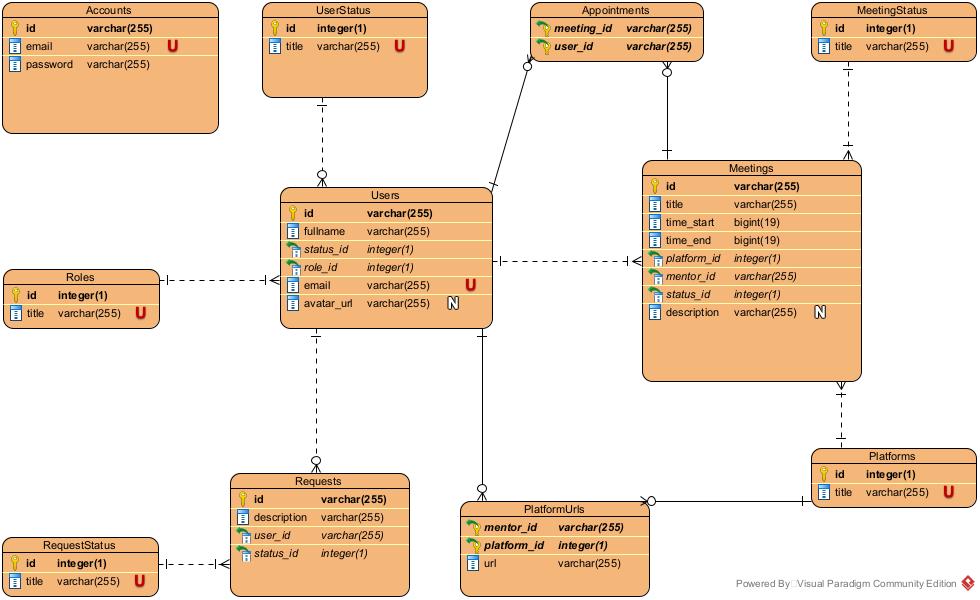 Accounts
id varchar(255)
email varchar(255) U
password varchar(255)
UserStatus
id integer(1)
title varchar(255) U
Appointments
meeting_id varchar(255)
user_id varchar(255)
MeetingStatus
id integer(1)
title varchar(255) U
Users
id varchar(255)
fullname varchar(255)
status_id integer(1)
role_id integer(1)
email varchar(255) U
avatar_url varchar(255) N
Meetings
id varchar(255)
title varchar(255)
time_start bigint(19)
time_end bigint(19)
platform_id integer(1)
mentor_id varchar(255)
status_id integer(1)
description varchar(255) N
Roles
id integer(1)
title varchar(255) U
Platforms
id integer(1)
title varchar(255) U
Requests
id varchar(255)
description varchar(255)
user_id varchar(255)
status_id integer(1)
PlatformUrls
mentor_id varchar(255)
platform_id integer(1)
url varchar(255)
RequestStatus
id integer(1)
title varchar(255) U
Powered By Visual Paradigm Community Edition